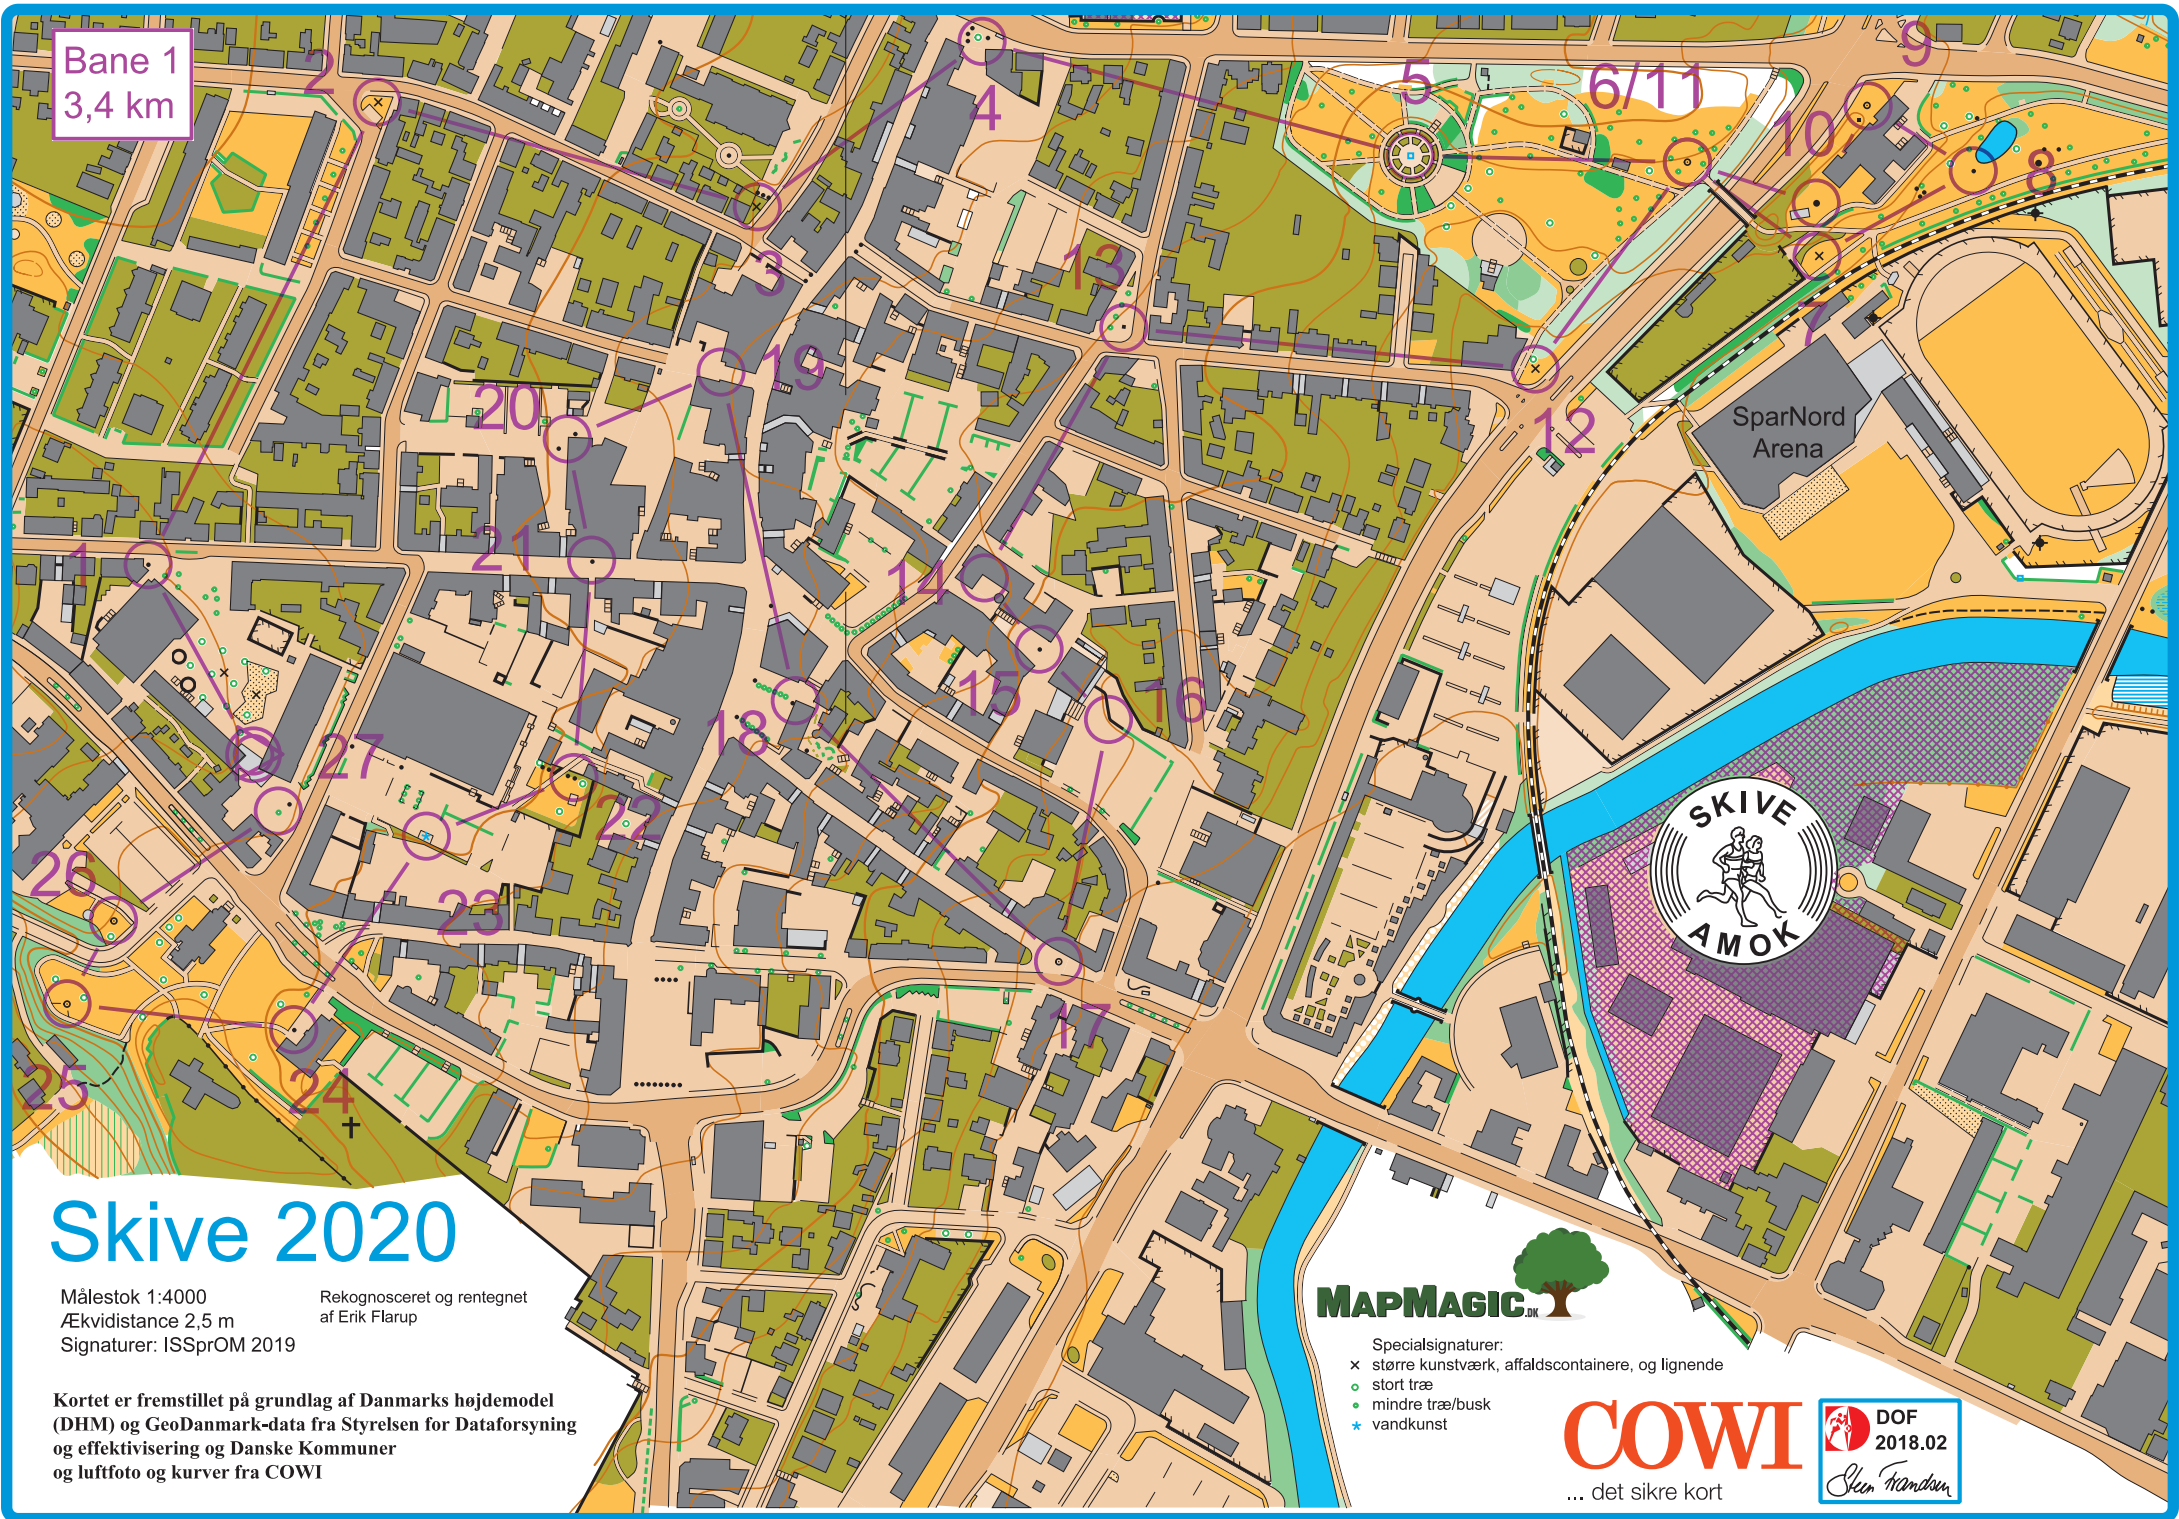 Bane 1
3,4 km
2
4
5
6/11
9
10
8
3
13
7
19
20
12
SparNord
Arena
21
1
14
15
16
18
27
22
26
23
17
25
24
SKIVE
AMOK
Skive 2020
Målestok 1:4000
Ækvidistance 2,5 m
Signaturer: ISSprOM 2019
Rekognosceret og rentegnet
af Erik Flarup
Kortet er fremstillet på grundlag af Danmarks højdemodel
(DHM) og GeoDanmark-data fra Styrelsen for Dataforsyning
og effektivisering og Danske Kommuner
og luftfoto og kurver fra COWI
MAPMAGIC.DK
Specialsignaturer:
større kunstværk, affaldscontainere, og lignende
stort træ
mindre træ/busk
vandkunst
COWI
... det sikre kort
DOF
2018.02
Steen Frandsen